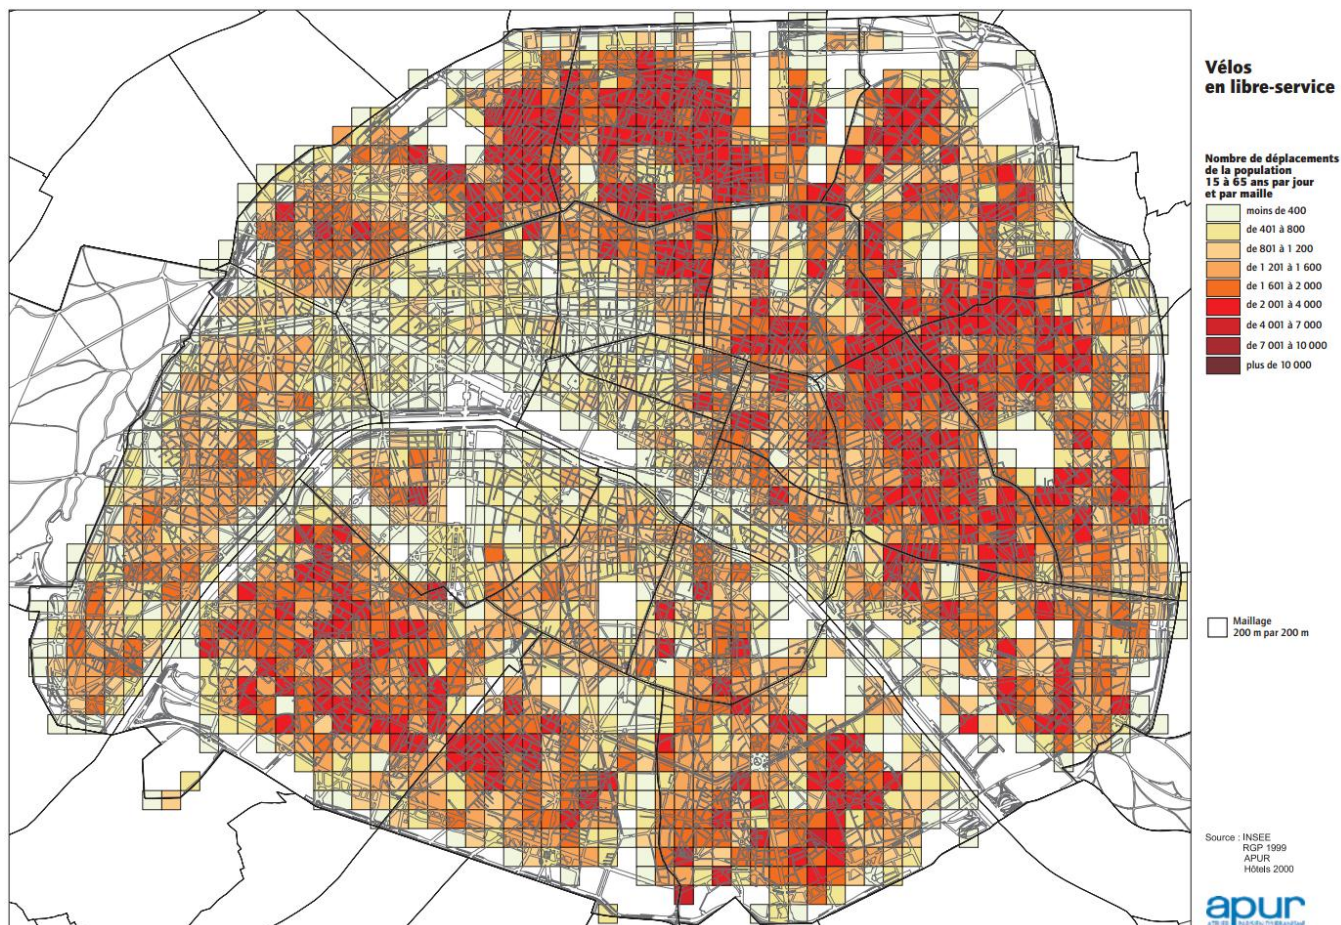 Vélos
en libre-service
Nombre de déplacements
de la population
15 à 65 ans par jour
et par maille
moins de 400
de 401 à 800
de 801 à 1 200
de 1 201 à 1 600
de 1 601 à 2 000
de 2 001 à 4 000
de 4 001 à 7 000
de 7 001 à 10 000
plus de 10 000
Maillage
200 m par 200 m
Source : INSEE
RGP 1999
APUR
Hôtels 2000
apur